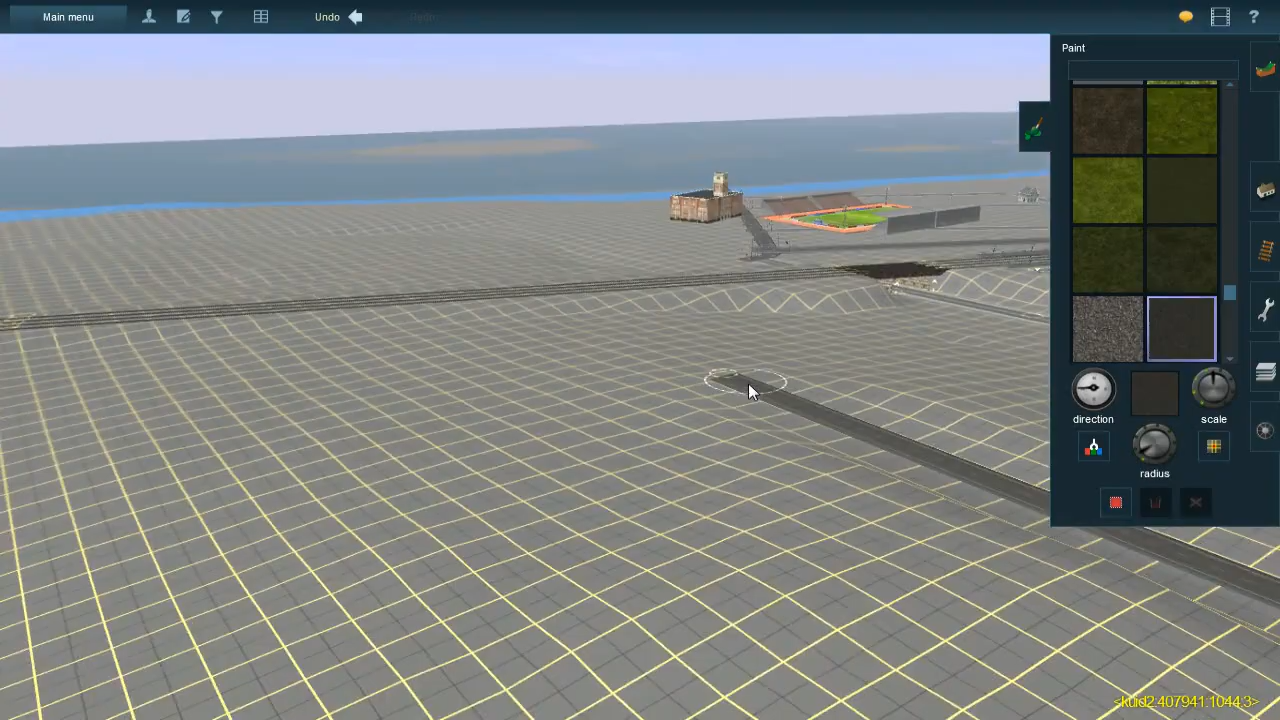 Main menu
Undo
Redo
?
Paint
direction
scale
radius
<kuid2:407941:1044:3>